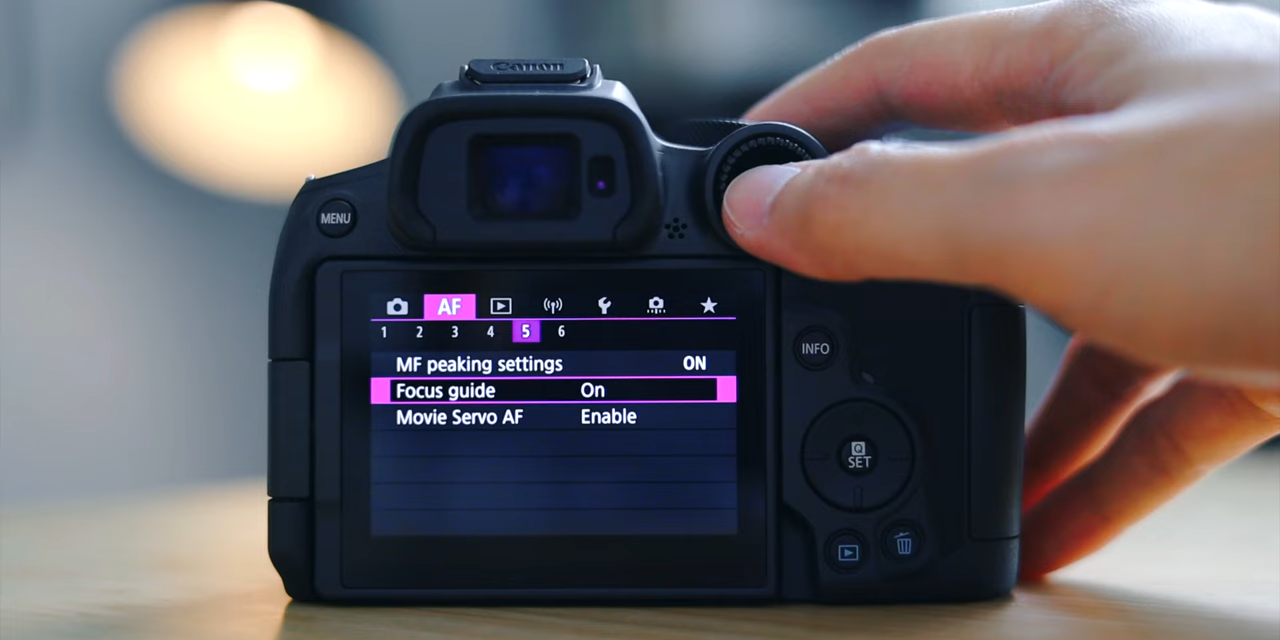 Canon
MENU
AF
1 2 3 4 5 6
MF peaking settings ON
Focus guide On
Movie Servo AF Enable
INFO
Q
SET